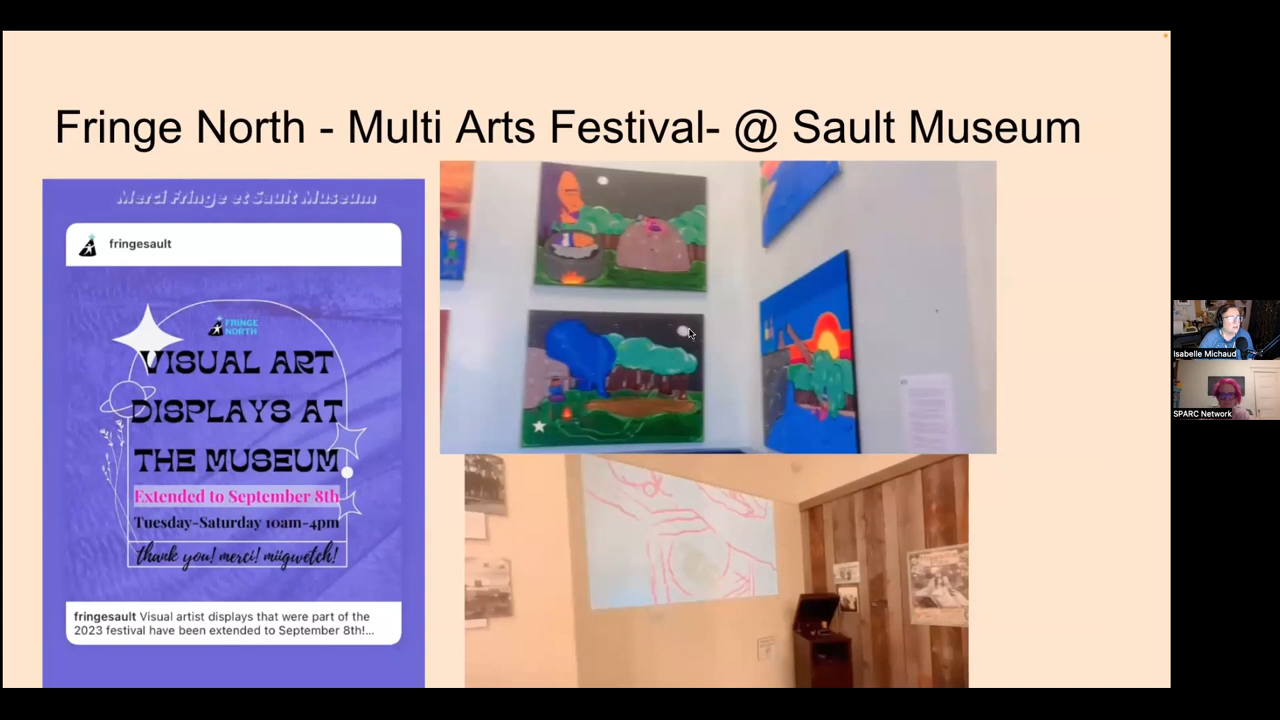 Fringe North - Multi Arts Festival- @ Sault Museum
Merci Fringe et Sault Museum
fringesault
FRINGE
NORTH
VISUAL ART
DISPLAYS AT
THE MUSEUM
Extended to September 8th
Tuesday-Saturday 10am-4pm
thank you! merci! miigwetch!
fringesault Visual artist displays that were part of the
2023 festival have been extended to September 8th!...
Isabelle Michaud
SPARC Network